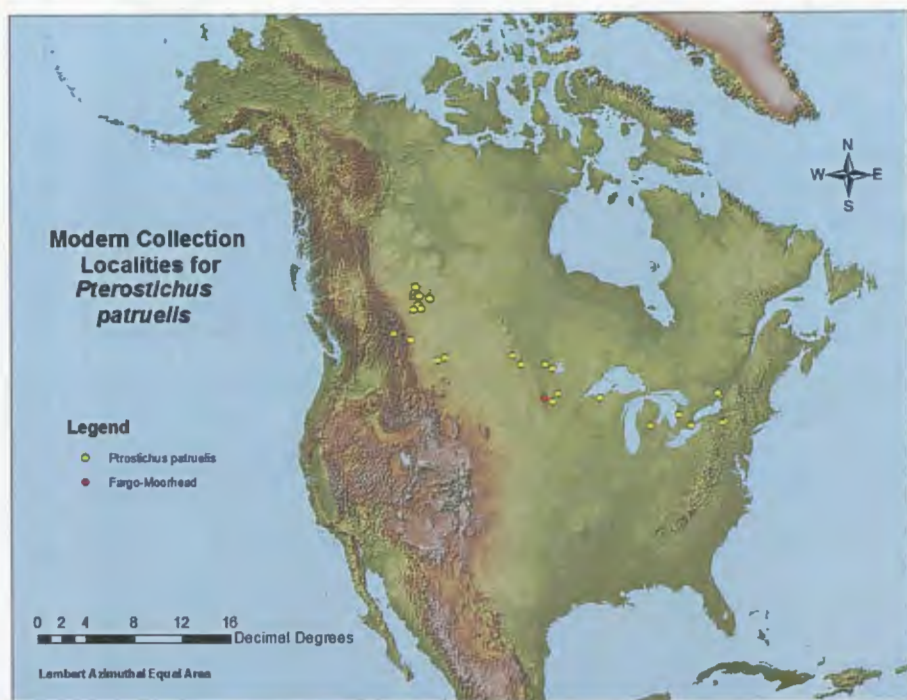 N
W E
S
Modern Collection
Localities for
Pterostichus
patruelis
Legend
Ptrostichus patruelis
Fargo-Moorhead
0 2 4 8 12 16
Decimal Degrees
Lambert Azimuthal Equal Area